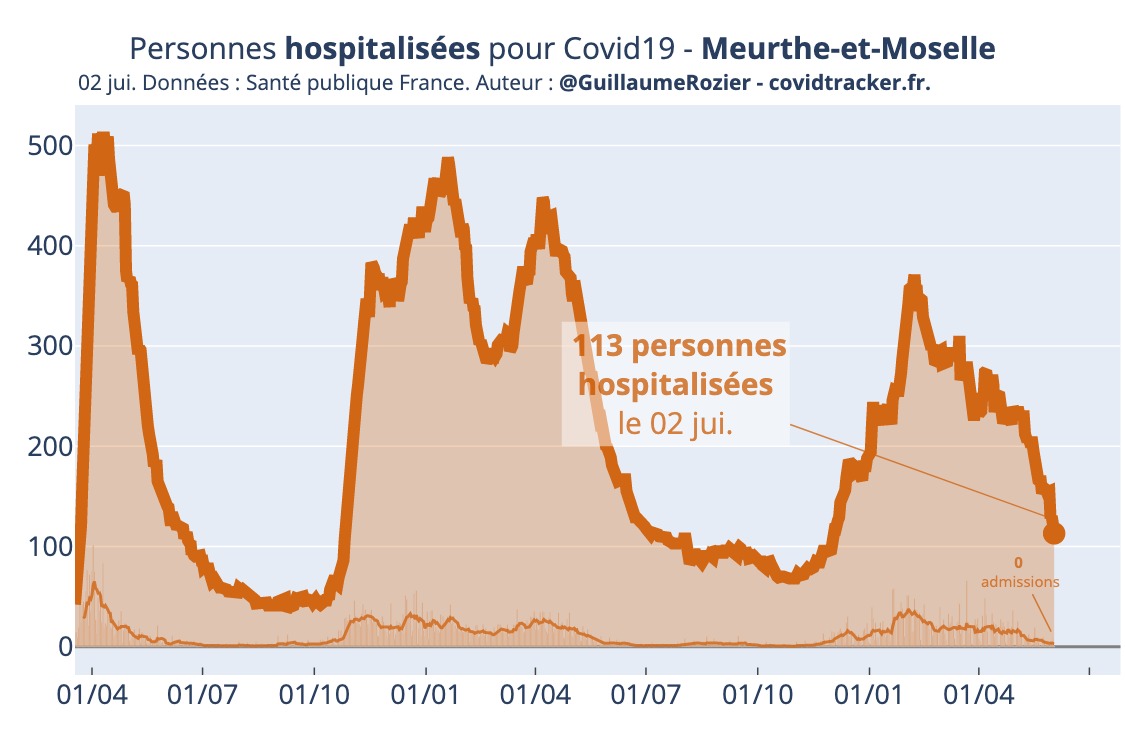 Personnes hospitalisées pour Covid19 - Meurthe-et-Moselle
02 jui. Données : Santé publique France. Auteur : @GuillaumeRozier - covidtracker.fr.
500
400
300
200
100
0
113 personnes
hospitalisées
le 02 jui.
0
admissions
01/04 01/07 01/10 01/01 01/04 01/07 01/10 01/01 01/04